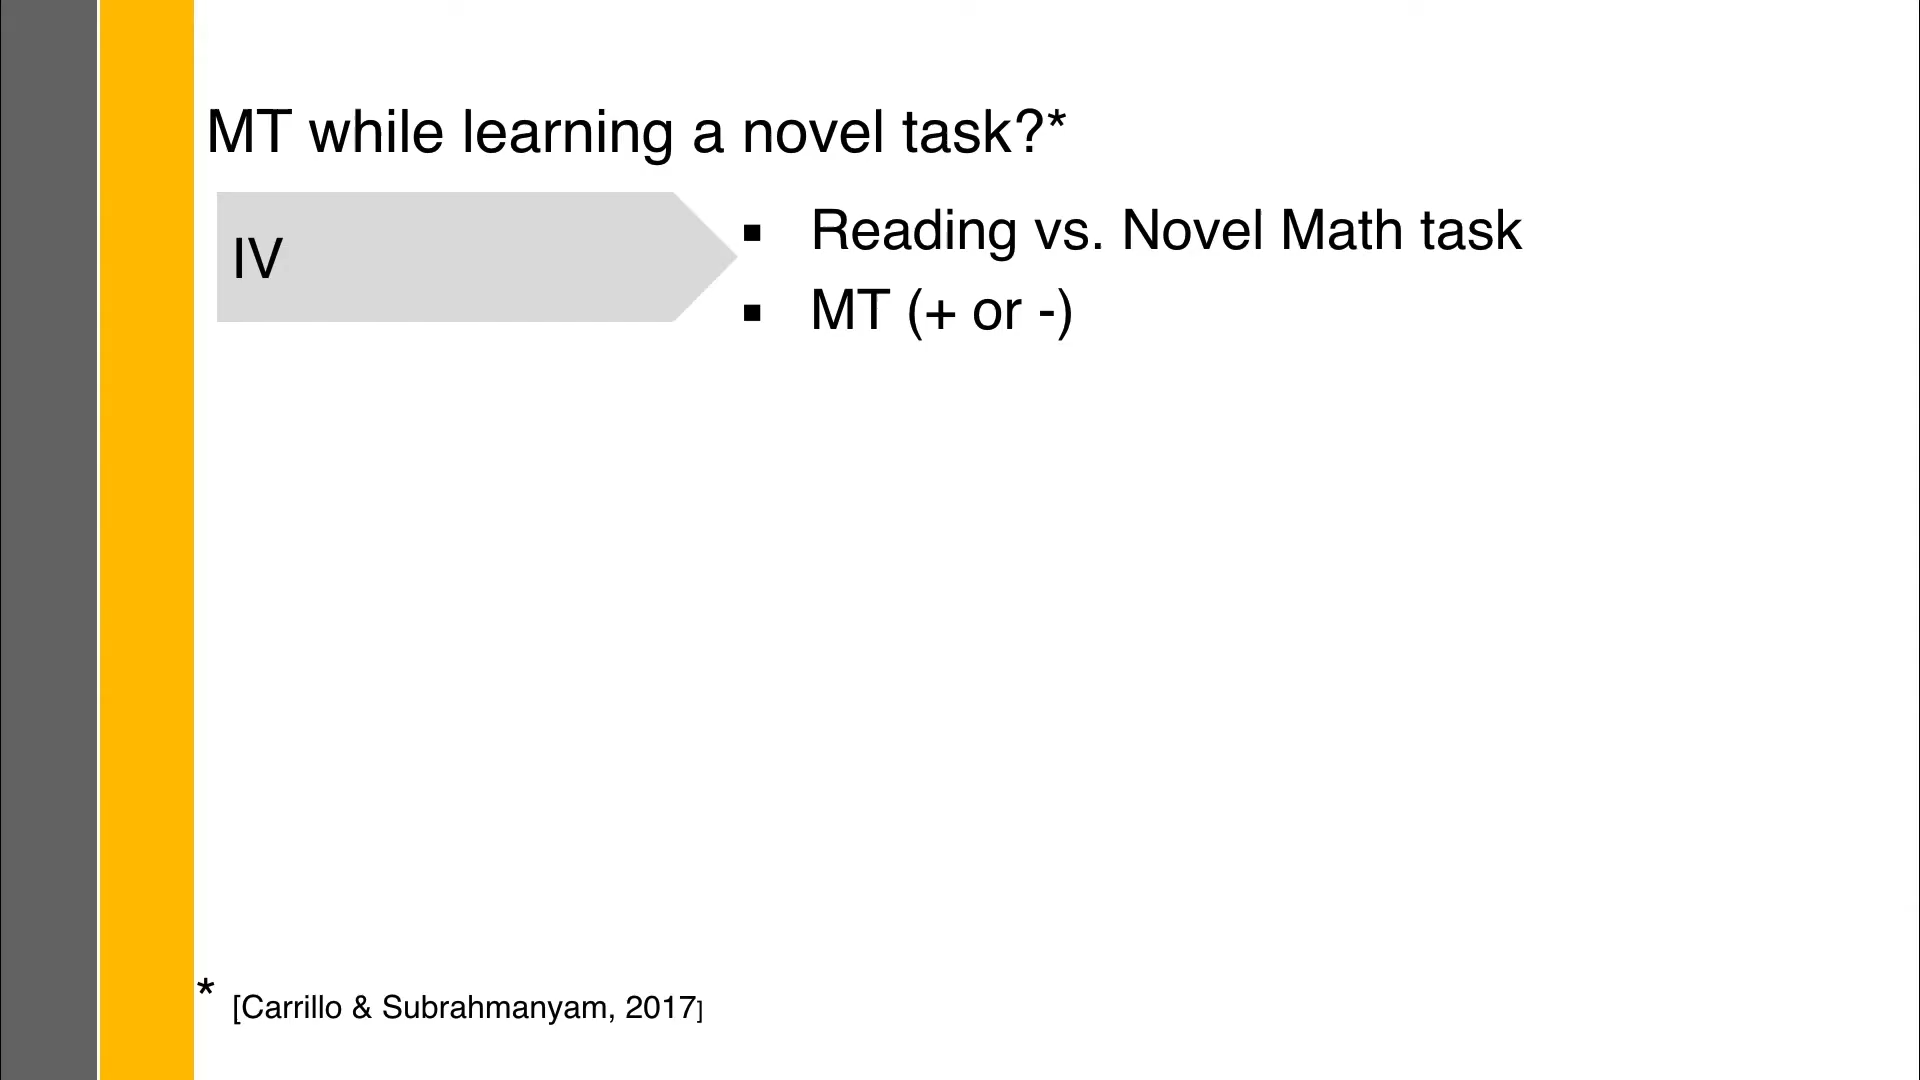 MT while learning a novel task?*
IV
▪ Reading vs. Novel Math task
▪ MT (+ or -)
* [Carrillo & Subrahmanyam, 2017]